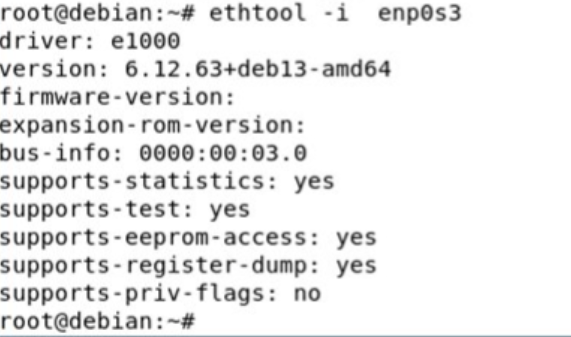 root@debian:~# ethtool -i  enp0s3
driver: e1000
version: 6.12.63+deb13-amd64
firmware-version:
expansion-rom-version:
bus-info: 0000:00:03.0
supports-statistics: yes
supports-test: yes
supports-eeprom-access: yes
supports-register-dump: yes
supports-priv-flags: no
root@debian:~#